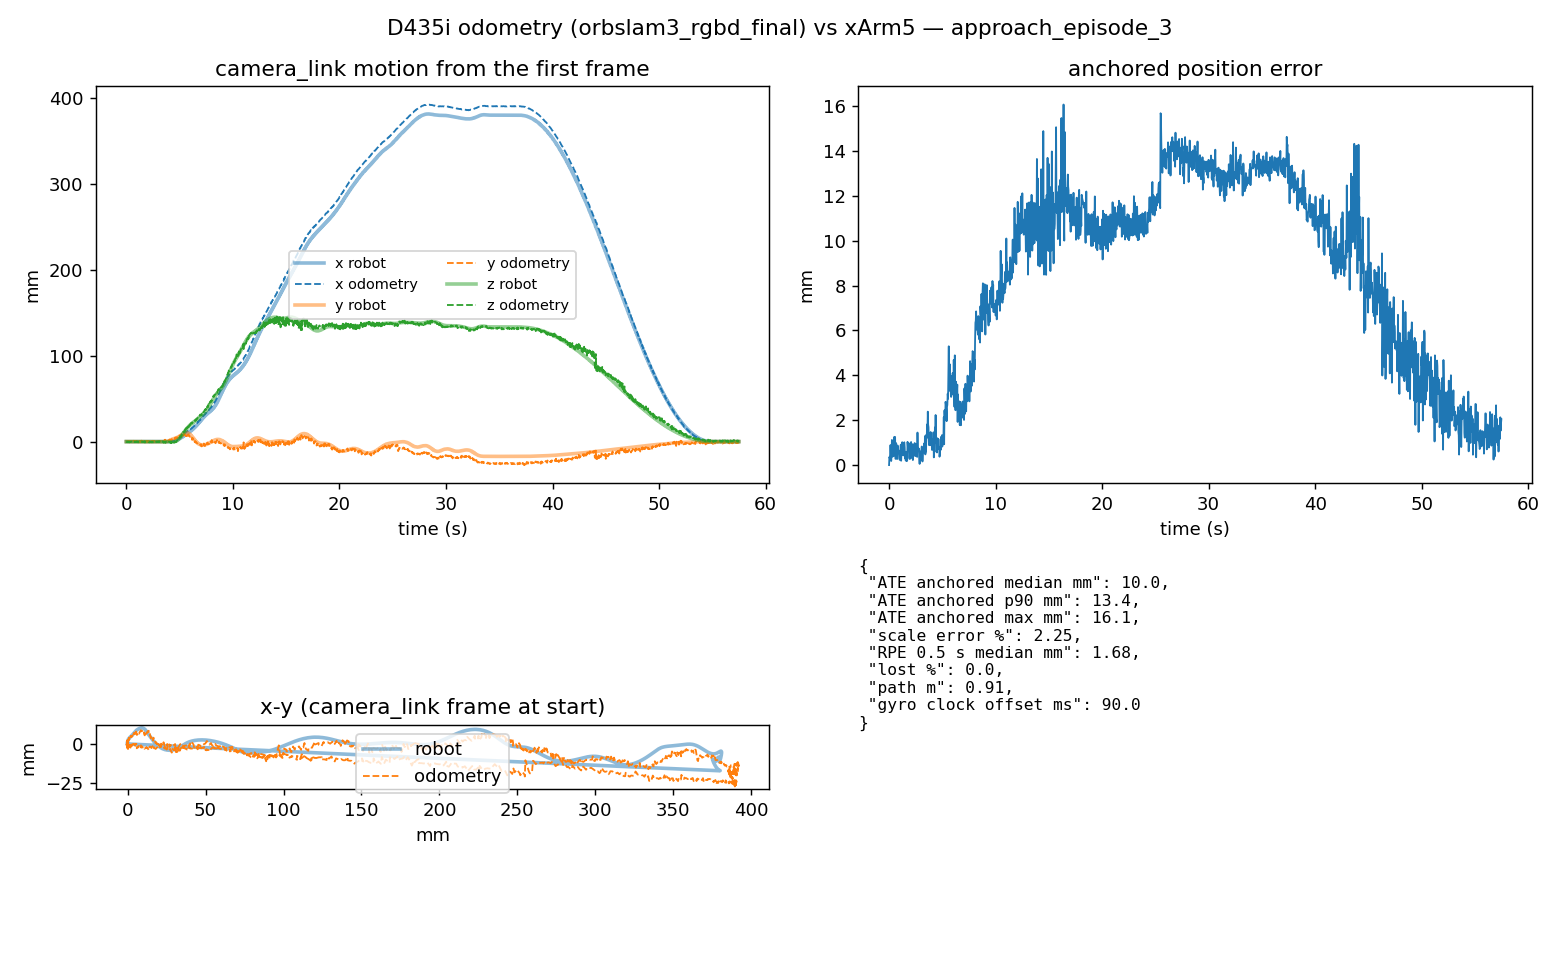 D435i odometry (orbslam3_rgbd_final) vs xArm5 — approach_episode_3
camera_link motion from the first frame
400
300
200
100
0
mm
x robot
x odometry
y robot
y odometry
z robot
z odometry
0 10 20 30 40 50 60
time (s)
anchored position error
16
14
12
10
8
6
4
2
0
mm
0 10 20 30 40 50 60
time (s)
x-y (camera_link frame at start)
0
−25
mm
robot
odometry
0 50 100 150 200 250 300 350 400
mm
{
"ATE anchored median mm": 10.0,
"ATE anchored p90 mm": 13.4,
"ATE anchored max mm": 16.1,
"scale error %": 2.25,
"RPE 0.5 s median mm": 1.68,
"lost %": 0.0,
"path m": 0.91,
"gyro clock offset ms": 90.0
}